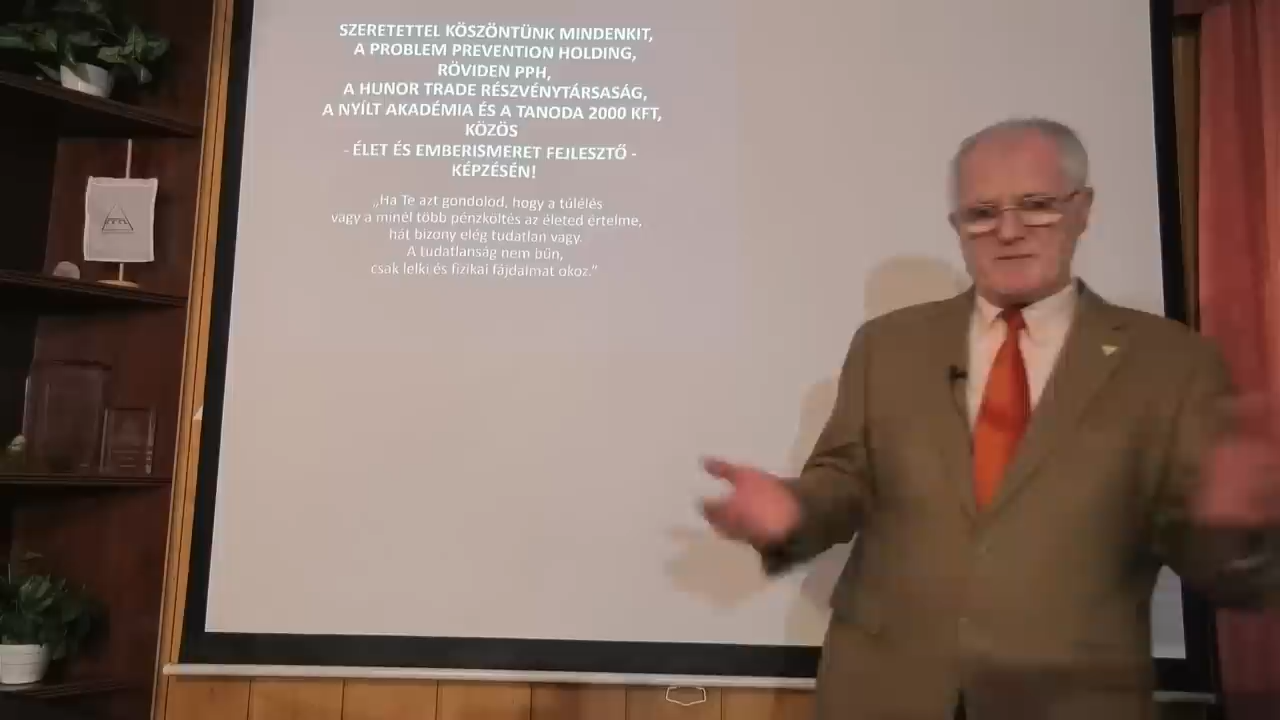 SZERETETTEL KÖSZÖNTÜNK MINDENKIT,
A PROBLEM PREVENTION HOLDING,
RÖVIDEN PPH,
A HUNOR TRADE RÉSZVÉNYTÁRSASÁG,
A NYÍLT AKADÉMIA ÉS A TANODA 2000 KFT,
KÖZÖS
- ÉLET ÉS EMBERISMERET FEJLESZTŐ -
KÉPZÉSÉN!
„Ha Te azt gondolod, hogy a túlélés
vagy a minél több pénzköltés az életed értelme,
hát bizony elég tudatlan vagy.
A tudatlanság nem bűn,
csak lelki és fizikai fájdalmat okoz.”